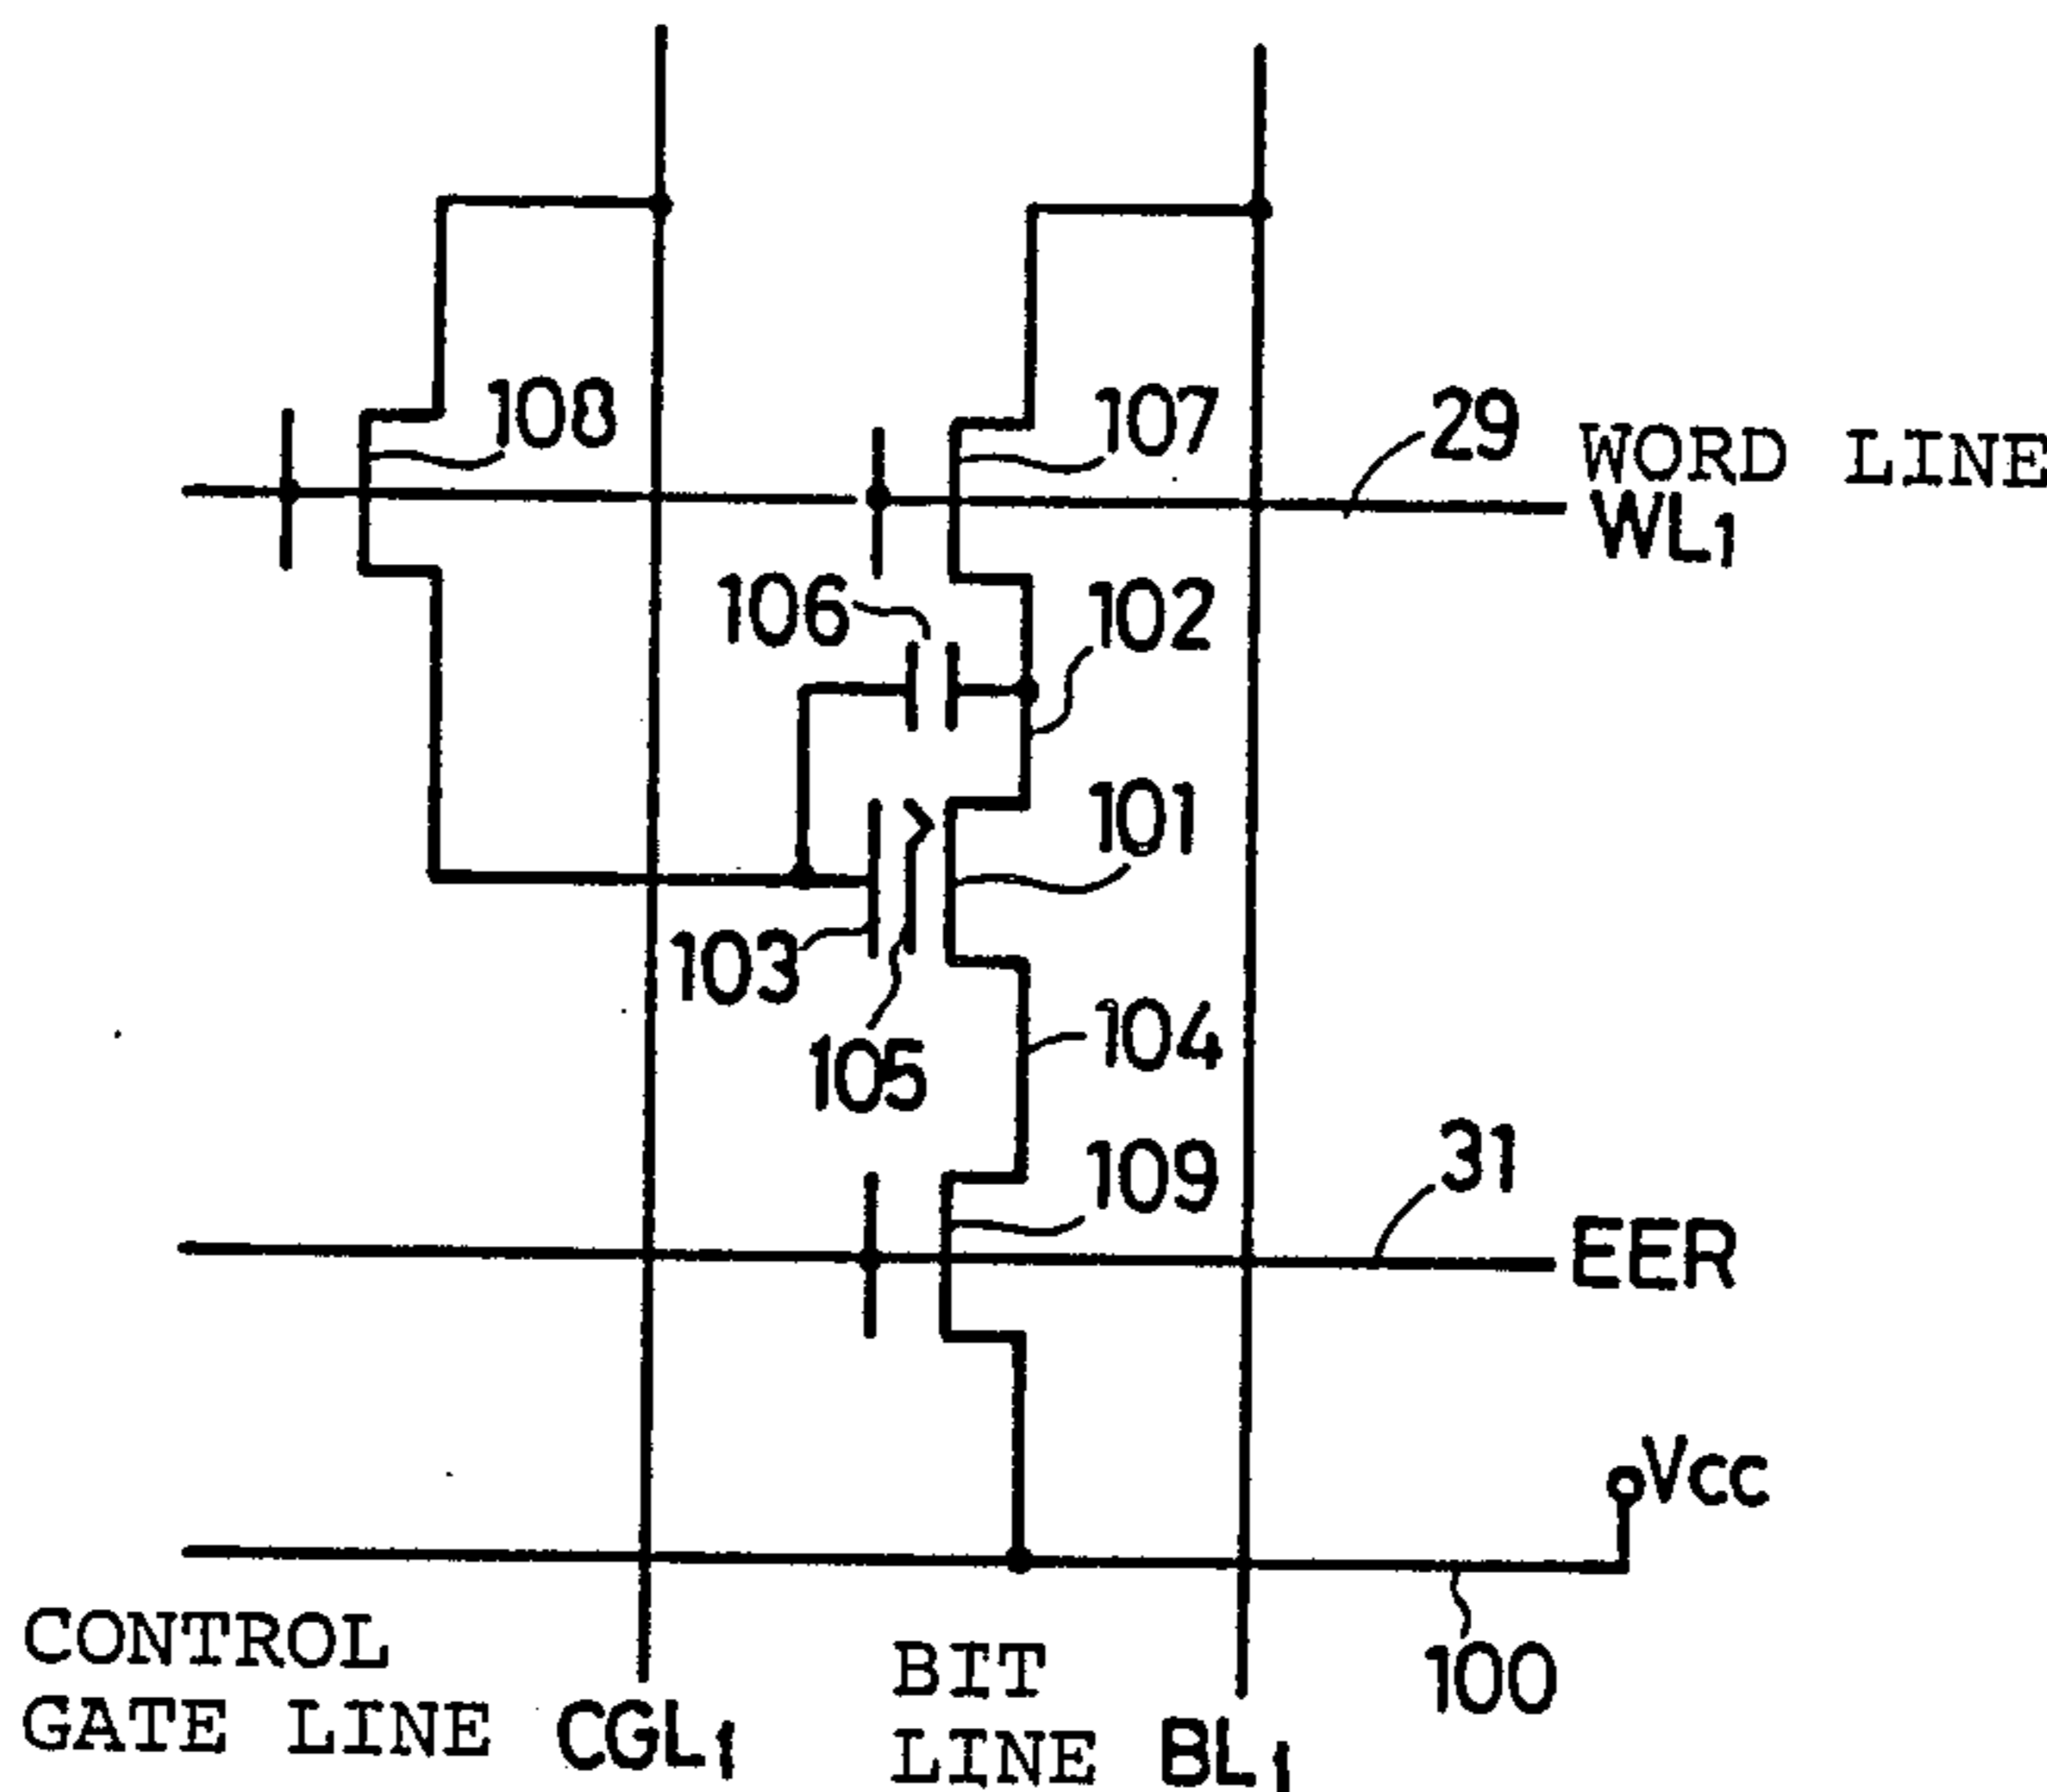 108
107
29
WORD LINE
WL1
106
102
101
103
105
104
109
31
EER
Vcc
100
CONTROL
GATE LINE
CGL1
BIT
LINE
BL1